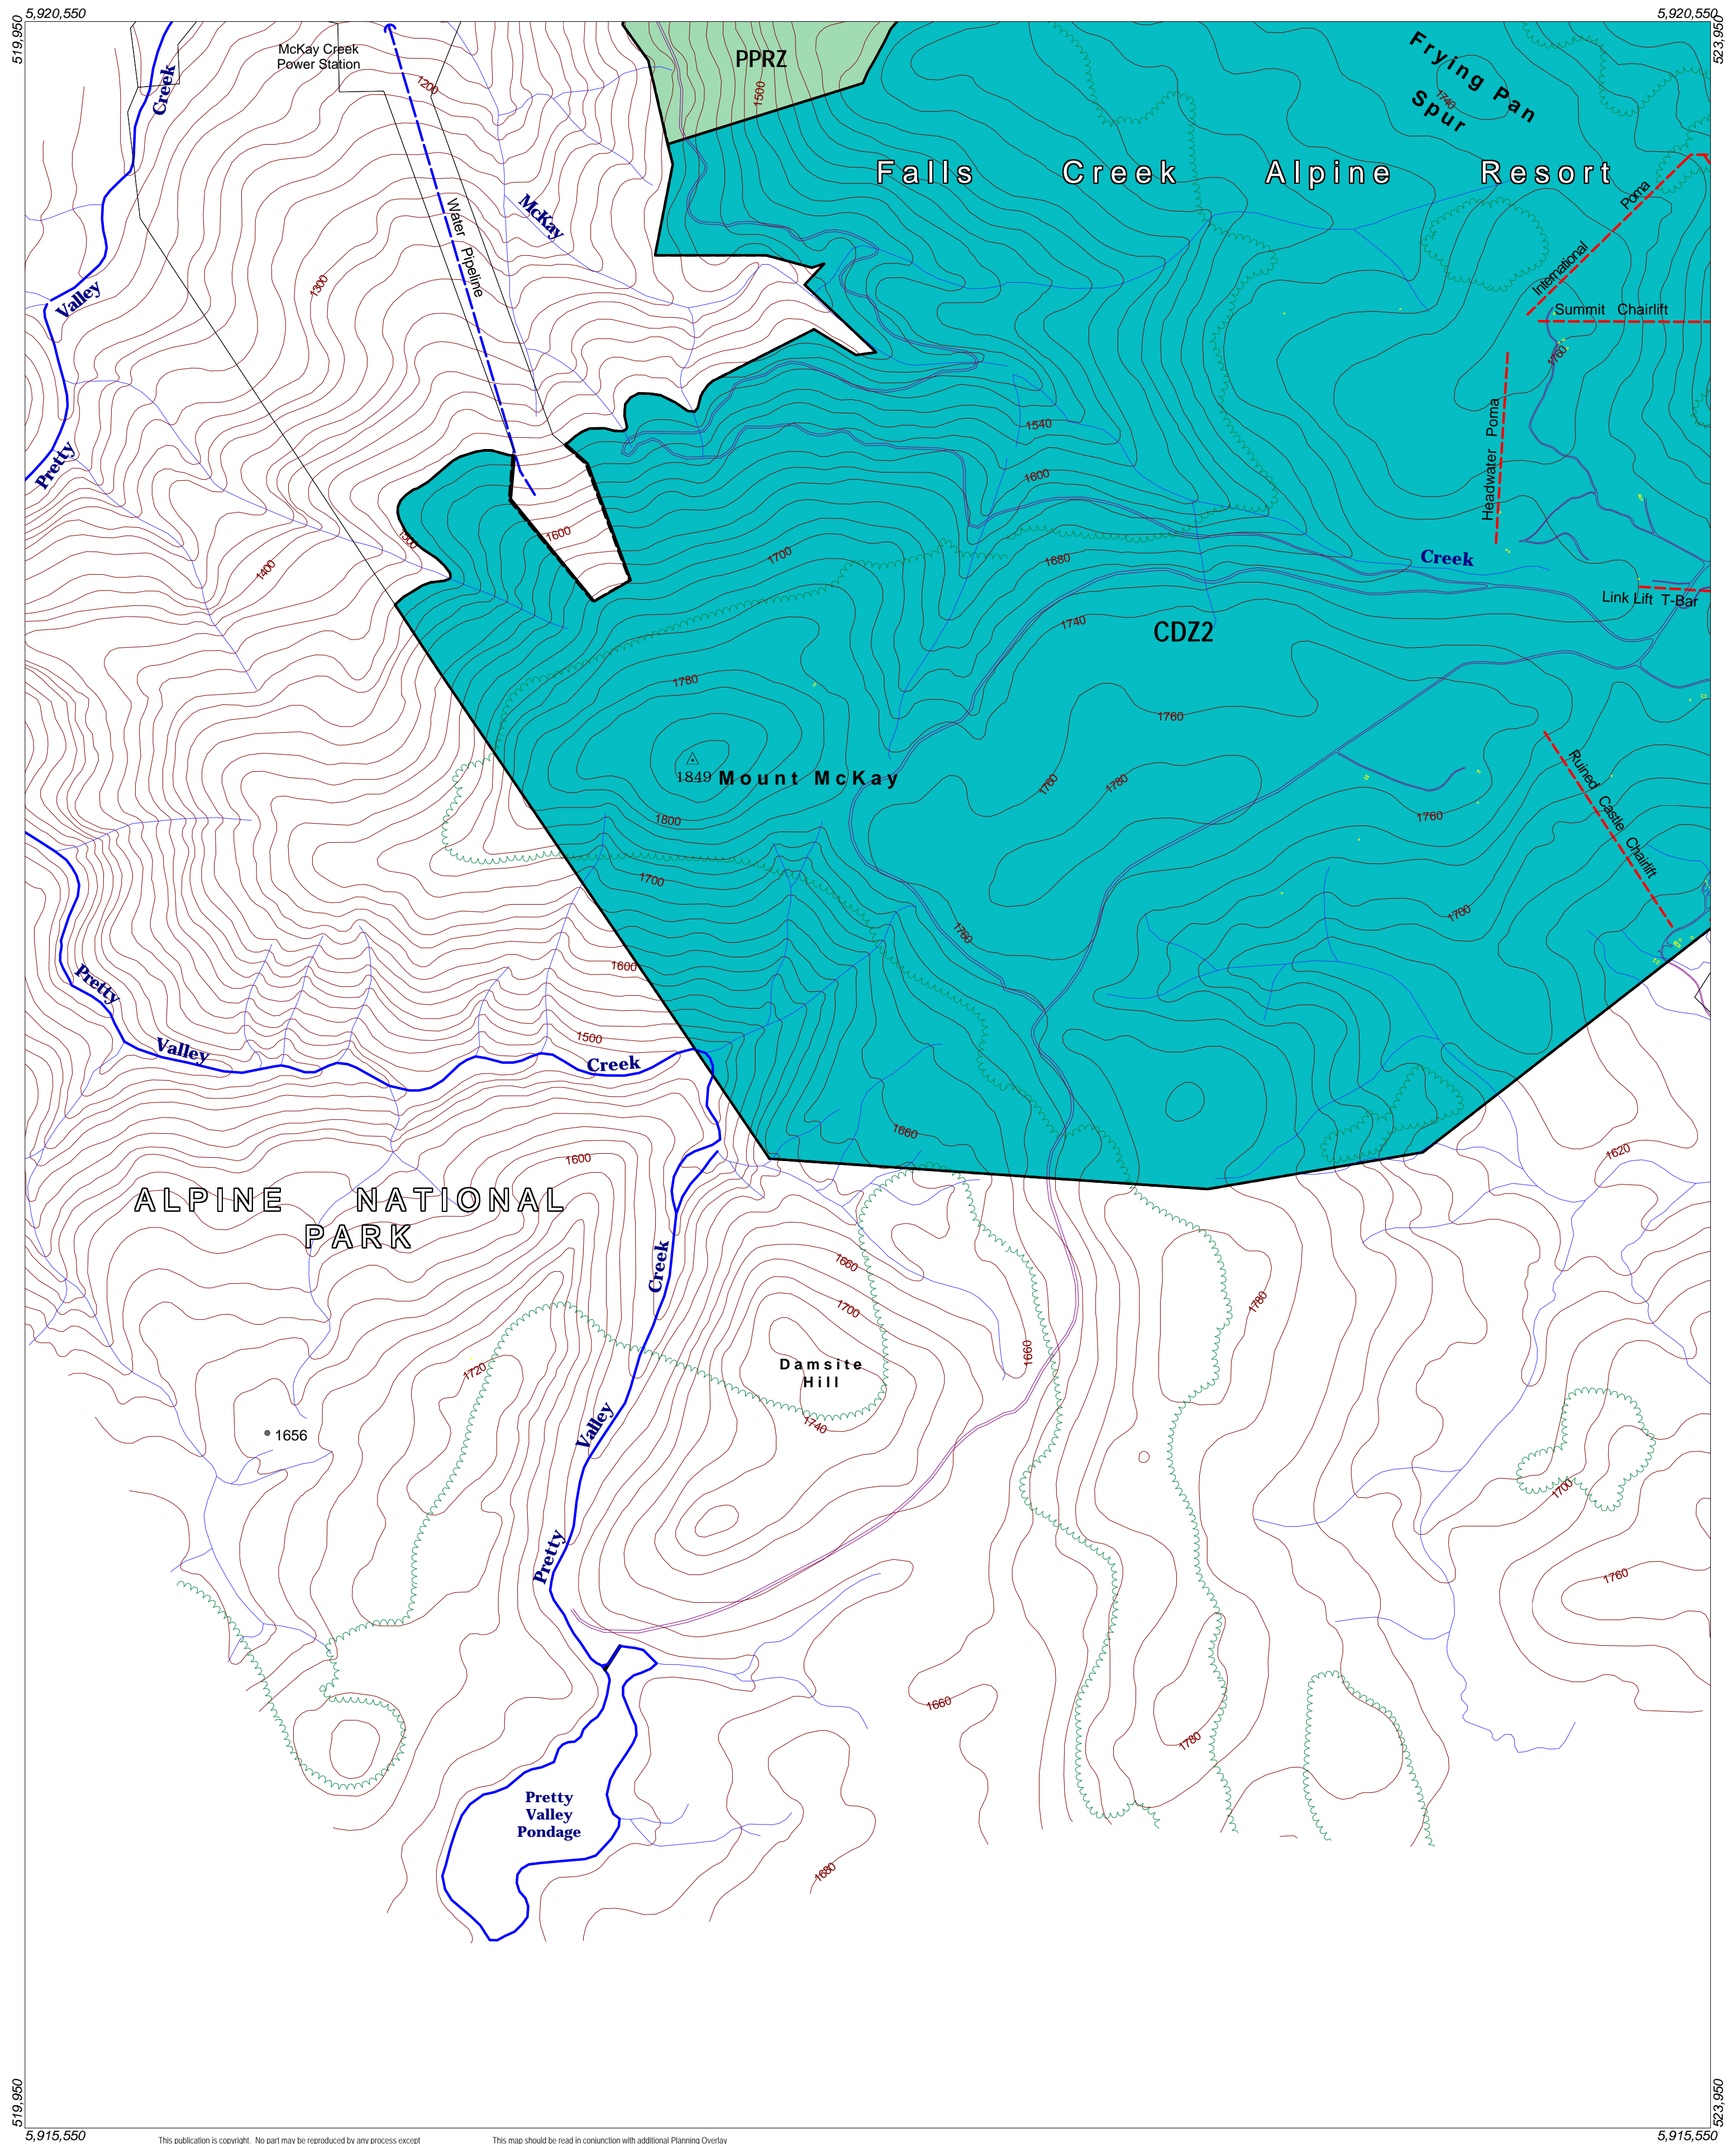 5,920,550
5,920,550
519,950
523,950
McKay Creek
Power Station
PPRZ
Frying Pan
Spur
1740
Creek
1200
1500
Falls Creek Alpine Resort
Poma
International
McKay
Water Pipeline
1300
Valley
Summit Chairlift
1760
Headwater Poma
1540
Pretty
1600
1500
1600
1400
1700
1680
Creek
Link Lift T-Bar
1740
CDZ2
1780
1760
1849
Mount McKay
1760
1780
1800
1760
Ruined Castle Chairlift
1700
1700
1760
1600
Pretty
Valley
1500
Creek
1660
1620
1600
ALPINE NATIONAL
PARK
Creek
1660
1700
1780
1660
Damsite
Hill
1720
1740
Valley
1656
1700
Pretty
1760
1660
1780
Pretty
Valley
Pondage
1680
519,950
523,950
5,915,550
5,915,550
This publication is copyright. No part may be reproduced by any process except
This map should be read in conjunction with additional Planning Overlay